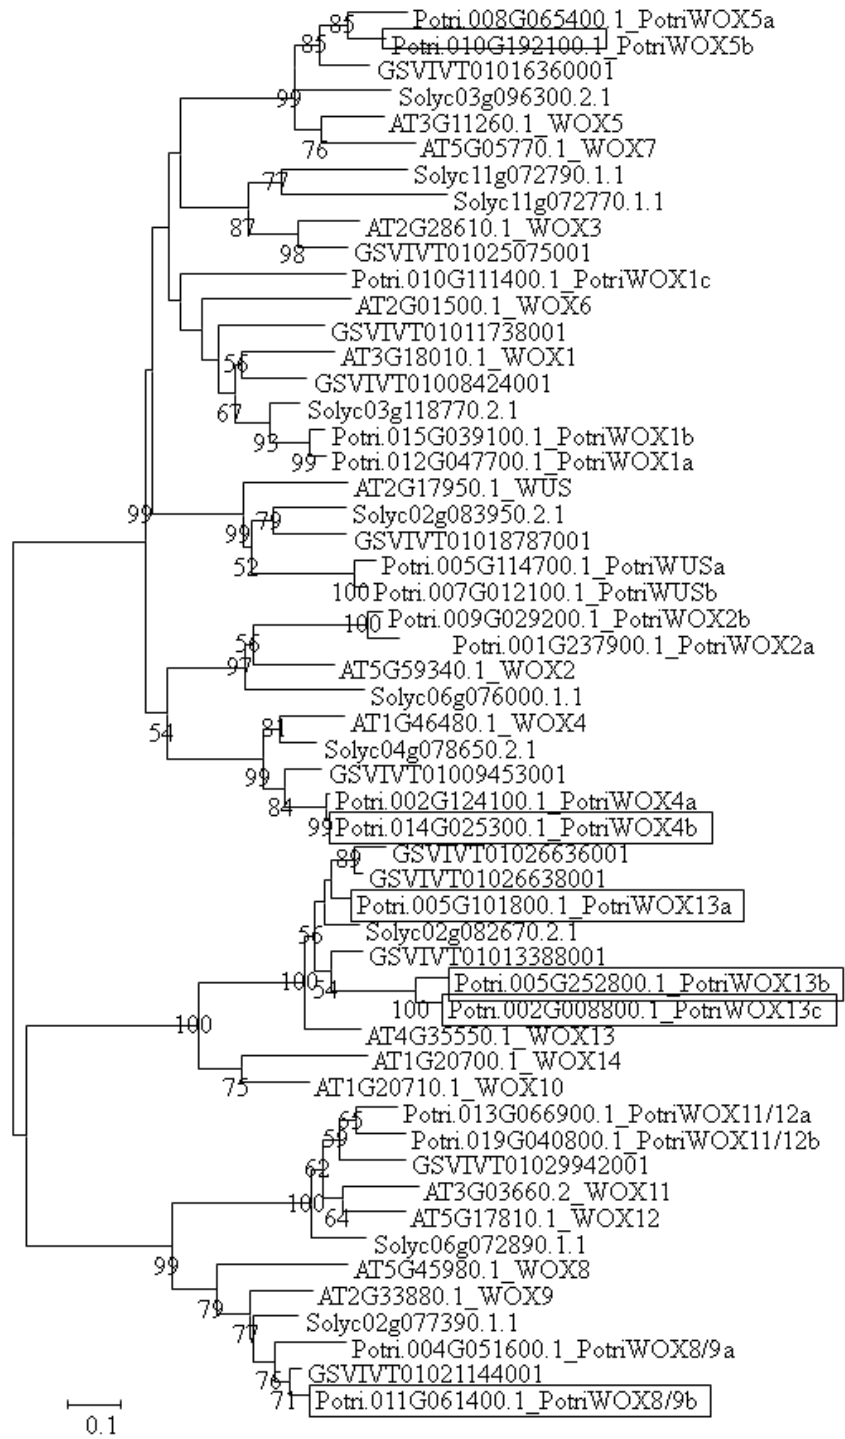 Potri.008G065400.1_PotriWOX5a
85
Potri.010G192100.1_PotriWOX5b
85
GSVIVT01016360001
Solyc03g096300.2.1
99
AT3G11260.1_WOX5
AT5G05770.1_WOX7
76
Solyc11g072790.1.1
77
Solyc11g072770.1.1
AT2G28610.1_WOX3
87
GSVIVT01025075001
98
Potri.010G111400.1_PotriWOX1c
AT2G01500.1_WOX6
GSVIVT01011738001
AT3G18010.1_WOX1
56
GSVIVT01008424001
Solyc03g118770.2.1
67
Potri.015G039100.1_PotriWOX1b
93
Potri.012G047700.1_PotriWOX1a
99
AT2G17950.1_WUS
Solyc02g083950.2.1
99
79
GSVIVT01018787001
99
Potri.005G114700.1_PotriWUSa
52
Potri.007G012100.1_PotriWUSb
100
Potri.009G029200.1_PotriWOX2b
100
Potri.001G237900.1_PotriWOX2a
56
AT5G59340.1_WOX2
97
Solyc06g076000.1.1
AT1G46480.1_WOX4
81
54
Solyc04g078650.2.1
GSVIVT01009453001
99
Potri.002G124100.1_PotriWOX4a
84
Potri.014G025300.1_PotriWOX4b
99
GSVIVT01026636001
89
GSVIVT01026638001
Potri.005G101800.1_PotriWOX13a
Solyc02g082670.2.1
56
GSVIVT01013388001
Potri.005G252800.1_PotriWOX13b
100
54
Potri.002G008800.1_PotriWOX13c
100
AT4G35550.1_WOX13
100
AT1G20700.1_WOX14
AT1G20710.1_WOX10
75
Potri.013G066900.1_PotriWOX11/12a
65
Potri.019G040800.1_PotriWOX11/12b
59
GSVIVT01029942001
62
AT3G03660.2_WOX11
100
AT5G17810.1_WOX12
64
Solyc06g072890.1.1
AT5G45980.1_WOX8
99
AT2G33880.1_WOX9
79
Solyc02g077390.1.1
77
Potri.004G051600.1_PotriWOX8/9a
GSVIVT01021144001
76
Potri.011G061400.1_PotriWOX8/9b
71
0.1